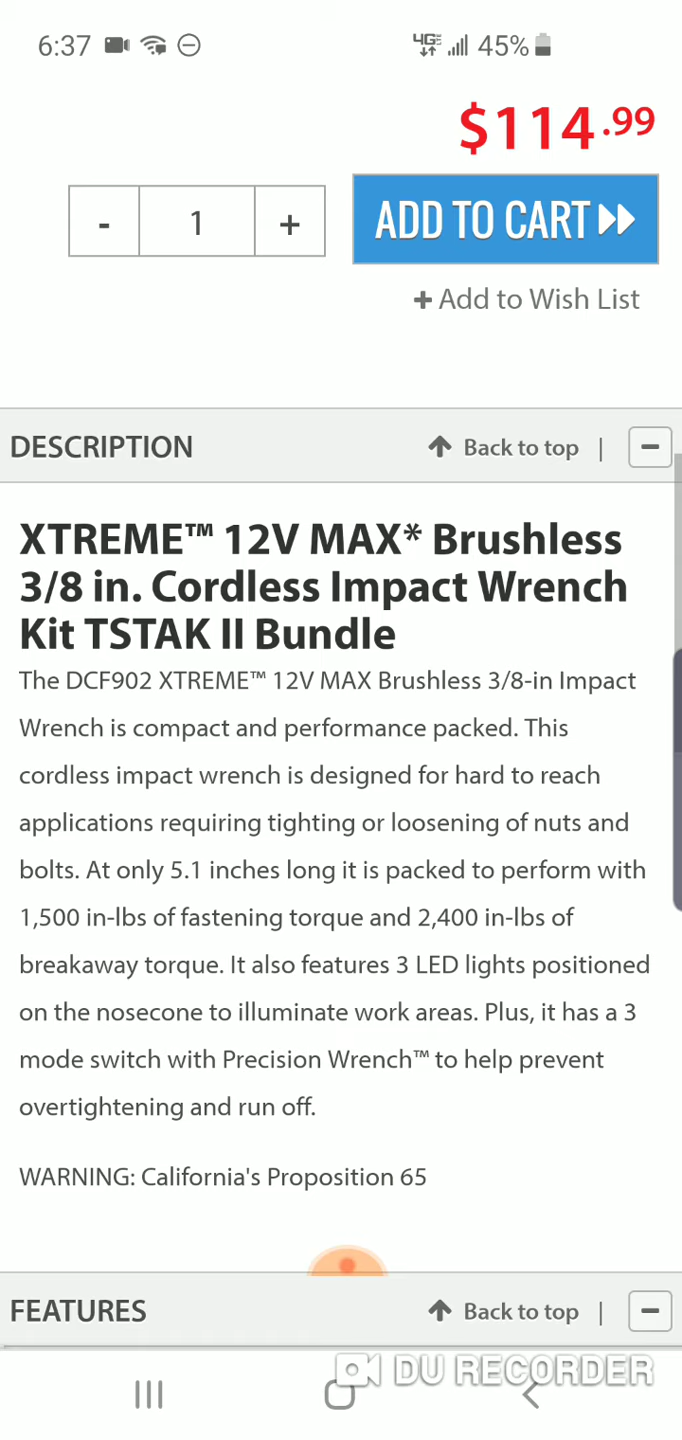 6:37 4G 45%
$114.99
- 1 + ADD TO CART
+ Add to Wish List
DESCRIPTION Back to top | -
XTREME™ 12V MAX* Brushless
3/8 in. Cordless Impact Wrench
Kit TSTAK II Bundle
The DCF902 XTREME™ 12V MAX Brushless 3/8-in Impact
Wrench is compact and performance packed. This
cordless impact wrench is designed for hard to reach
applications requiring tighting or loosening of nuts and
bolts. At only 5.1 inches long it is packed to perform with
1,500 in-lbs of fastening torque and 2,400 in-lbs of
breakaway torque. It also features 3 LED lights positioned
on the nosecone to illuminate work areas. Plus, it has a 3
mode switch with Precision Wrench™ to help prevent
overtightening and run off.
WARNING: California's Proposition 65
FEATURES Back to top | -
DU RECORDER